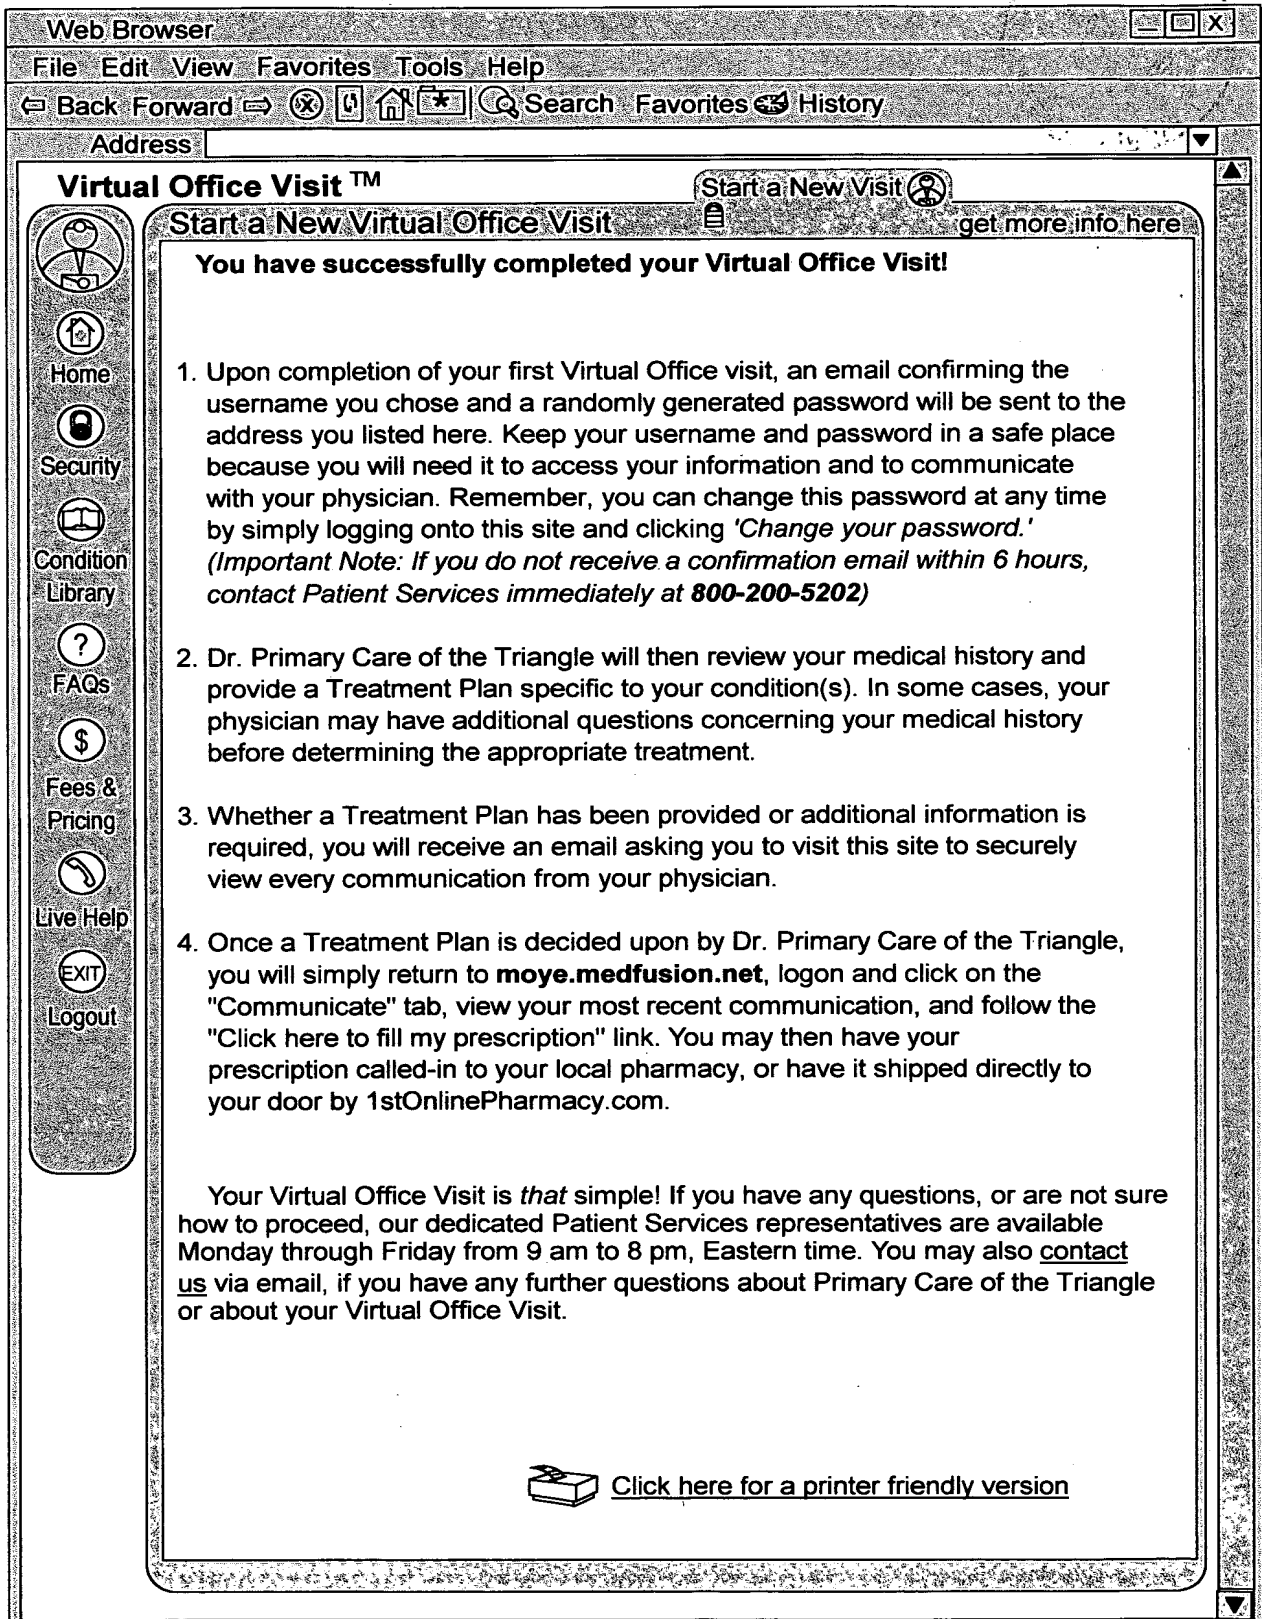 Web Browser
X
File Edit View Favorites Tools Help
Back Forward Search Favorites History
Address
Virtual Office Visit ™
Start a New Visit
Start a New Virtual Office Visit
get more info here
You have successfully completed your Virtual Office Visit!
Home
Security
Condition
Library
?
FAQs
$
Fees &
Pricing
Live Help
EXIT
Logout
1. Upon completion of your first Virtual Office visit, an email confirming the
username you chose and a randomly generated password will be sent to the
address you listed here. Keep your username and password in a safe place
because you will need it to access your information and to communicate
with your physician. Remember, you can change this password at any time
by simply logging onto this site and clicking 'Change your password.'
(Important Note: If you do not receive a confirmation email within 6 hours,
contact Patient Services immediately at 800-200-5202)
2. Dr. Primary Care of the Triangle will then review your medical history and
provide a Treatment Plan specific to your condition(s). In some cases, your
physician may have additional questions concerning your medical history
before determining the appropriate treatment.
3. Whether a Treatment Plan has been provided or additional information is
required, you will receive an email asking you to visit this site to securely
view every communication from your physician.
4. Once a Treatment Plan is decided upon by Dr. Primary Care of the Triangle,
you will simply return to moye.medfusion.net, logon and click on the
"Communicate" tab, view your most recent communication, and follow the
"Click here to fill my prescription" link. You may then have your
prescription called-in to your local pharmacy, or have it shipped directly to
your door by 1stOnlinePharmacy.com.
Your Virtual Office Visit is that simple! If you have any questions, or are not sure
how to proceed, our dedicated Patient Services representatives are available
Monday through Friday from 9 am to 8 pm, Eastern time. You may also contact
us via email, if you have any further questions about Primary Care of the Triangle
or about your Virtual Office Visit.
Click here for a printer friendly version